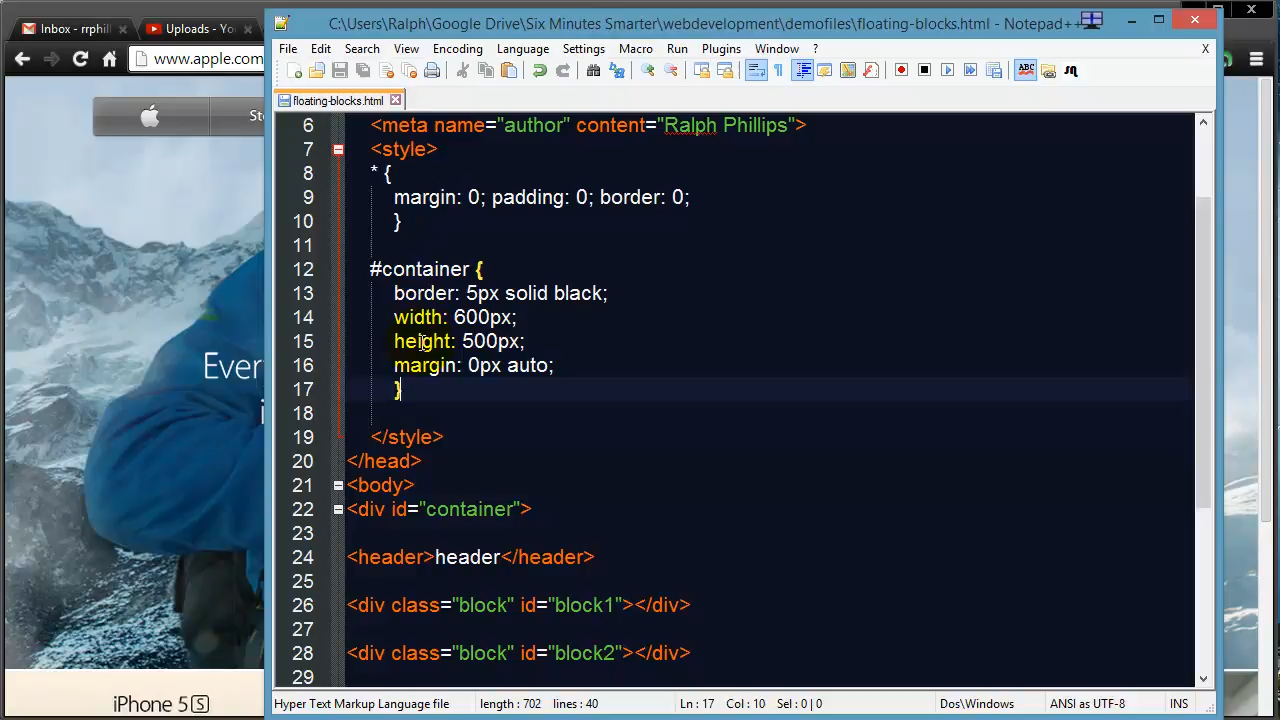 C:\Users\Ralph\Google Drive\Six Minutes Smarter\webdevelopment\demofiles\floating-blocks.html - Notepad++
Inbox - rrphill
Uploads - You
File Edit Search View Encoding Language Settings Macro Run Plugins Window ? X
www.apple.com
ABC
floating-blocks.html
St
6 <meta name="author" content="Ralph Phillips">
7 <style>
8 * {
9 margin: 0; padding: 0; border: 0;
10 }
11
12 #container {
13 border: 5px solid black;
14 width: 600px;
15 height: 500px;
16 margin: 0px auto;
17 }
18
19 </style>
20 </head>
21 <body>
22 <div id="container">
23
24 <header>header</header>
25
26 <div class="block" id="block1"></div>
27
28 <div class="block" id="block2"></div>
29
Ever
i
iPhone 5S
Hyper Text Markup Language file length : 702 lines : 40 Ln : 17 Col : 10 Sel : 0 | 0 Dos\Windows ANSI as UTF-8 INS